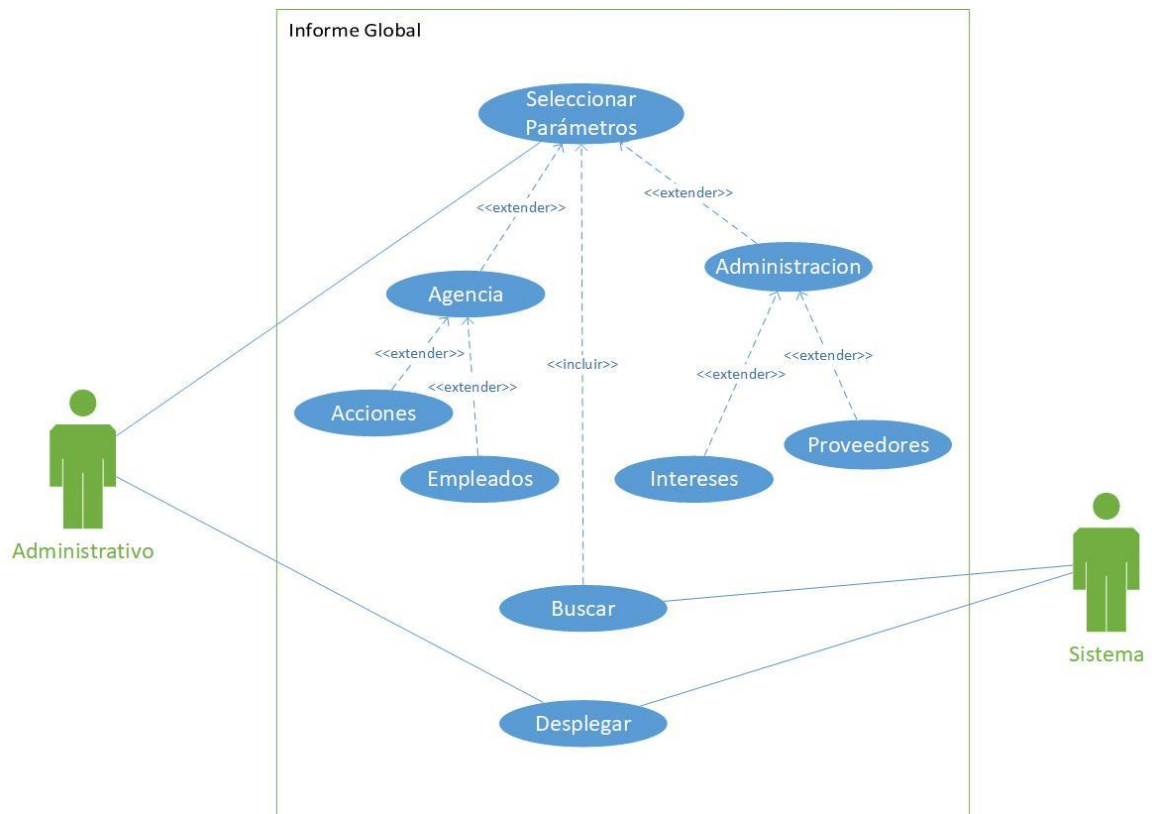 Informe Global
Seleccionar
Parámetros
<<extender>>
<<extender>>
Administracion
Agencia
<<extender>>
<<incluir>>
<<extender>>
<<extender>>
<<extender>>
Acciones
Proveedores
Empleados
Intereses
Administrativo
Buscar
Sistema
Desplegar